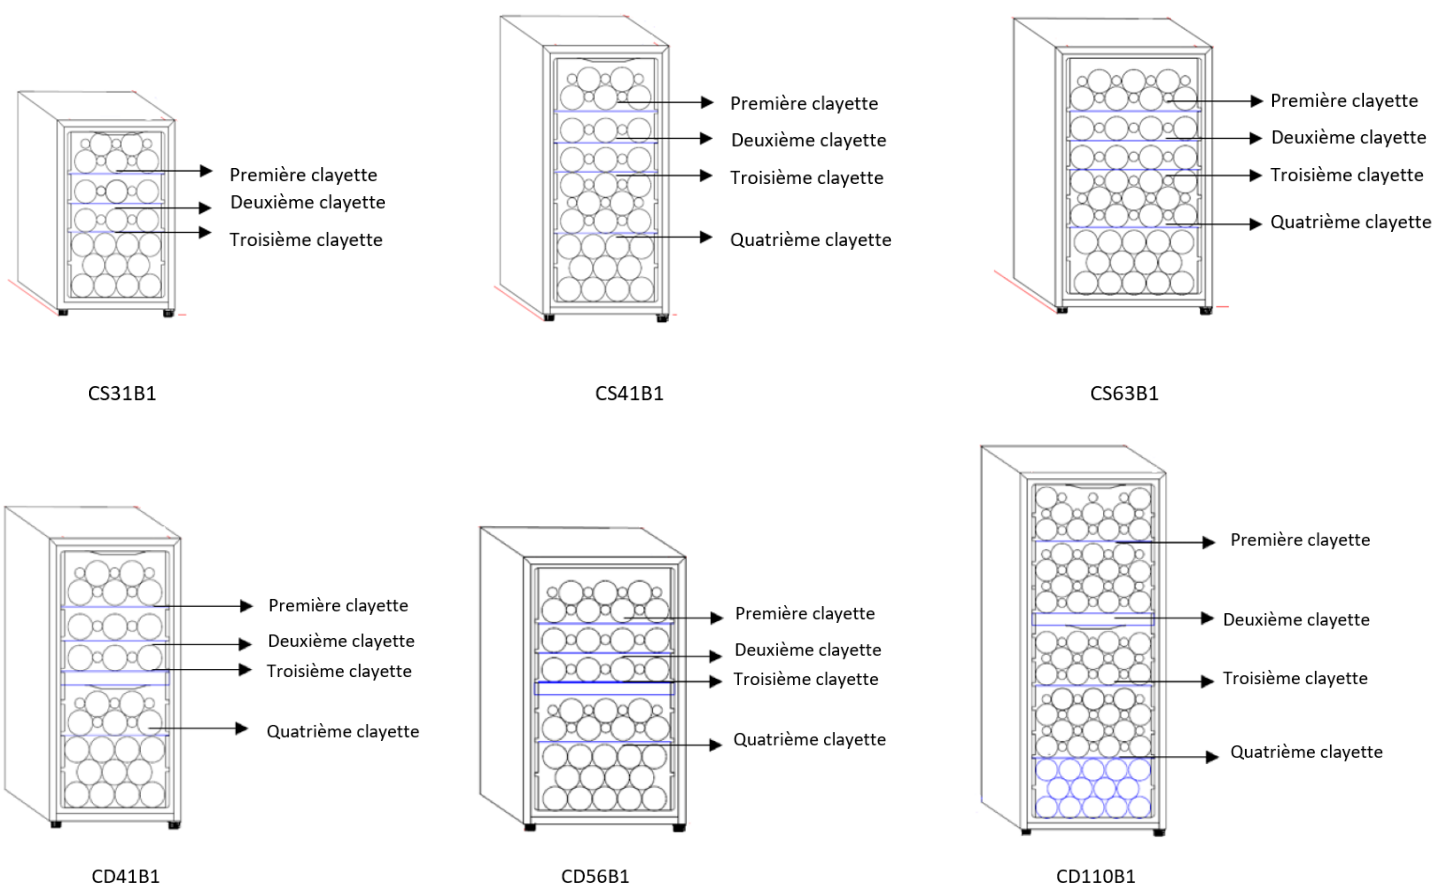 Première clayette
Deuxième clayette
Troisième clayette
CS31B1
Première clayette
Deuxième clayette
Troisième clayette
Quatrième clayette
CS41B1
Première clayette
Deuxième clayette
Troisième clayette
Quatrième clayette
CS63B1
Première clayette
Deuxième clayette
Troisième clayette
Quatrième clayette
CD41B1
Première clayette
Deuxième clayette
Troisième clayette
Quatrième clayette
CD56B1
Première clayette
Deuxième clayette
Troisième clayette
Quatrième clayette
CD110B1